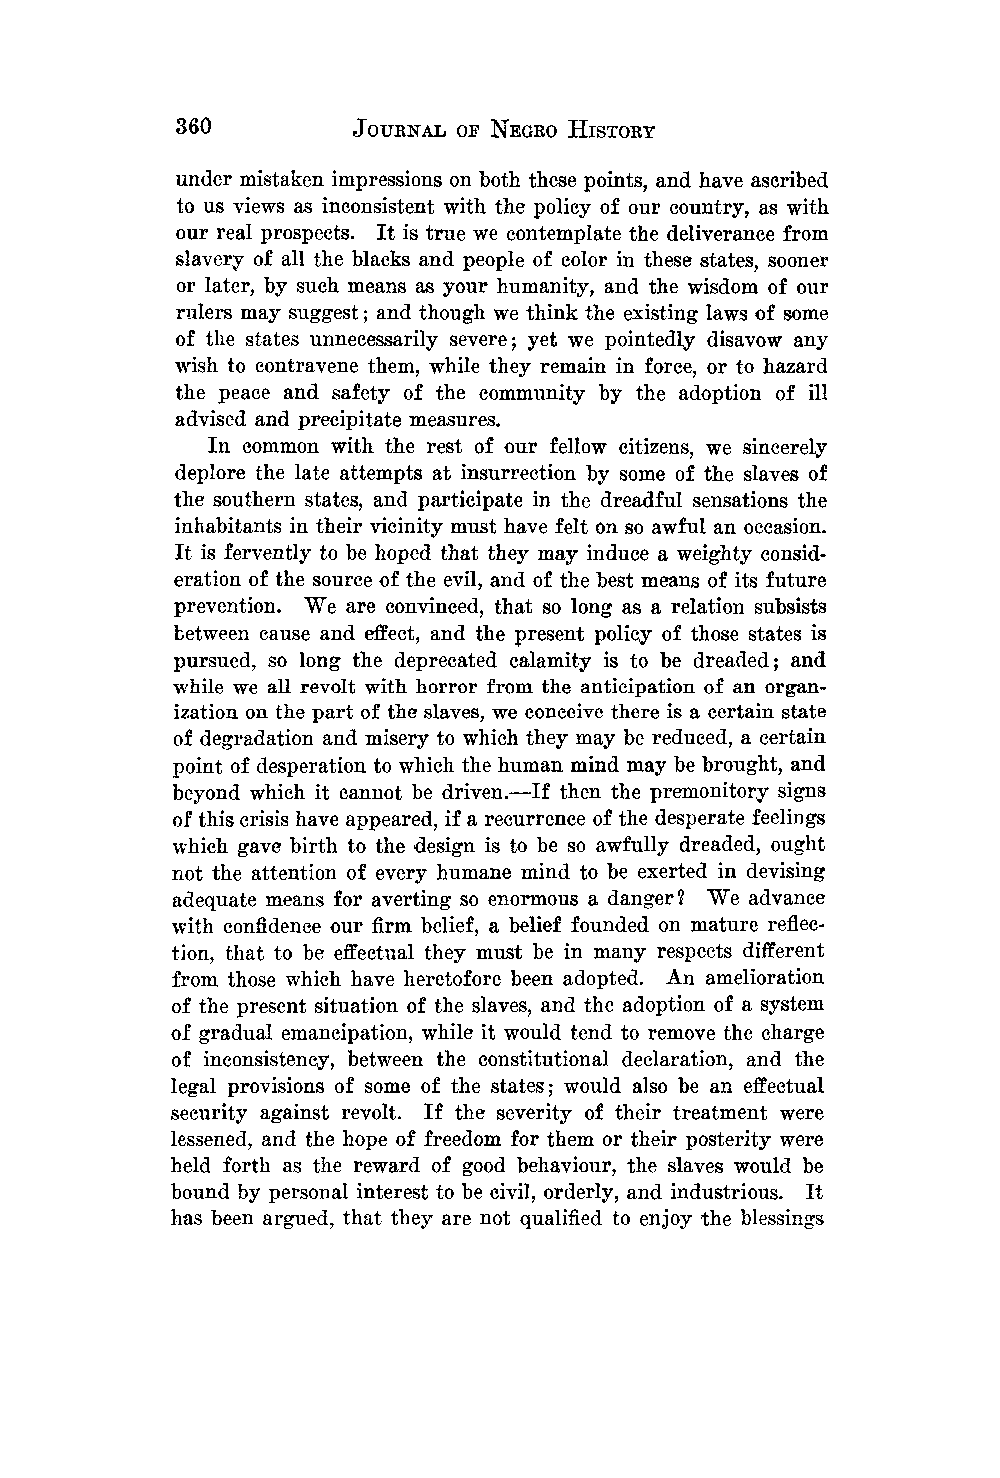 360 JOURNAL OF NEGRO HISTORY
under mistaken impressions on both these points, and have ascribed
to us views as inconsistent with the policy of our country, as with
our real prospects. It is true we contemplate the deliverance from
slavery of all the blacks and people of color in these states, sooner
or later, by such means as your humanity, and the wisdom of our
rulers may suggest; and though we think the existing laws of some
of the states unnecessarily severe; yet we pointedly disavow any
wish to contravene them, while they remain in force, or to hazard
the peace and safety of the community by the adoption of ill
advised and precipitate measures.
In common with the rest of our fellow citizens, we sincerely
deplore the late attempts at insurrection by some of the slaves of
the southern states, and participate in the dreadful sensations the
inhabitants in their vicinity must have felt on so awful an occasion.
It is fervently to be hoped that they may induce a weighty consid-
eration of the source of the evil, and of the best means of its future
prevention. We are convinced, that so long as a relation subsists
between cause and effect, and the present policy of those states is
pursued, so long the deprecated calamity is to be dreaded; and
while we all revolt with horror from the anticipation of an organ-
ization on the part of the slaves, we conceive there is a certain state
of degradation and misery to which they may be reduced, a certain
point of desperation to which the human mind may be brought, and
beyond which it cannot be driven.—If then the premonitory signs
of this crisis have appeared, if a recurrence of the desperate feelings
which gave birth to the design is to be so awfully dreaded, ought
not the attention of every humane mind to be exerted in devising
adequate means for averting so enormous a danger? We advance
with confidence our firm belief, a belief founded on mature reflec-
tion, that to be effectual they must be in many respects different
from those which have heretofore been adopted. An amelioration
of the present situation of the slaves, and the adoption of a system
of gradual emancipation, while it would tend to remove the charge
of inconsistency, between the constitutional declaration, and the
legal provisions of some of the states; would also be an effectual
security against revolt. If the severity of their treatment were
lessened, and the hope of freedom for them or their posterity were
held forth as the reward of good behaviour, the slaves would be
bound by personal interest to be civil, orderly, and industrious. It
has been argued, that they are not qualified to enjoy the blessings